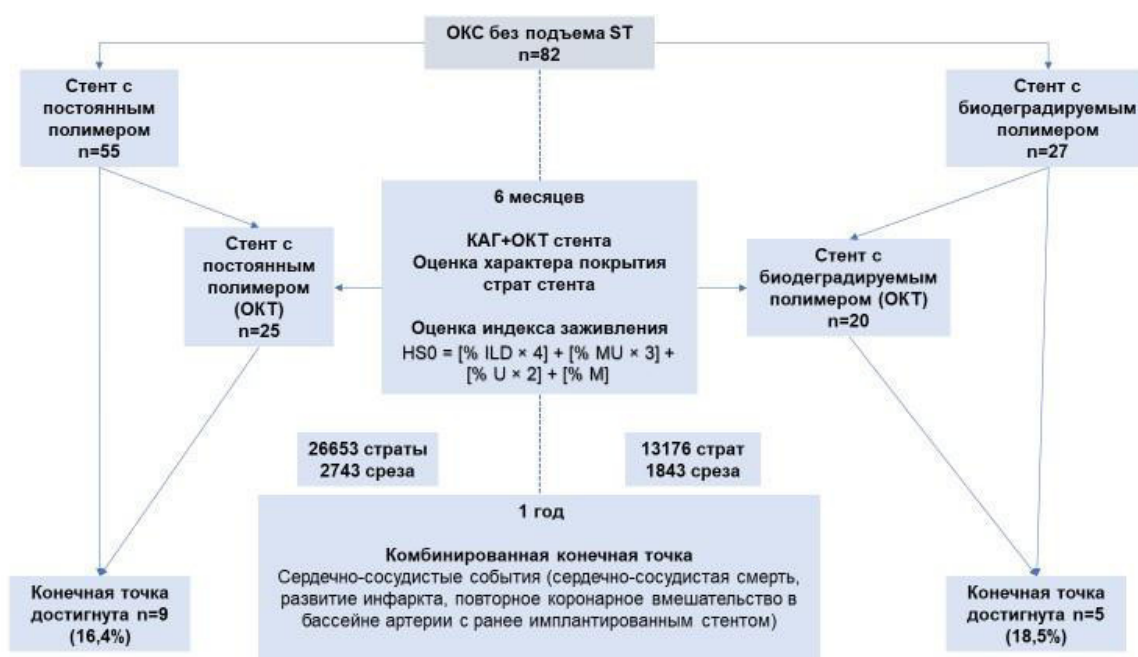 ОКС без подъема ST
n=82
Стент с
постоянным
полимером
n=55
Стент с
биодеградируемым
полимером
n=27
6 месяцев
КАГ+ОКТ стента
Оценка характера покрытия
страт стента
Оценка индекса заживления
HS0 = [% ILD × 4] + [% MU × 3] +
[% U × 2] + [% M]
Стент с
постоянным
полимером
(ОКТ)
n=25
Стент с
биодеградируемым
полимером (ОКТ)
n=20
26653 страты
2743 среза
13176 страт
1843 среза
1 год
Комбинированная конечная точка
Сердечно-сосудистые события (сердечно-сосудистая смерть,
развитие инфаркта, повторное коронарное вмешательство в
бассейне артерии с ранее имплантированным стентом)
Конечная точка
достигнута n=9
(16,4%)
Конечная точка
достигнута n=5
(18,5%)